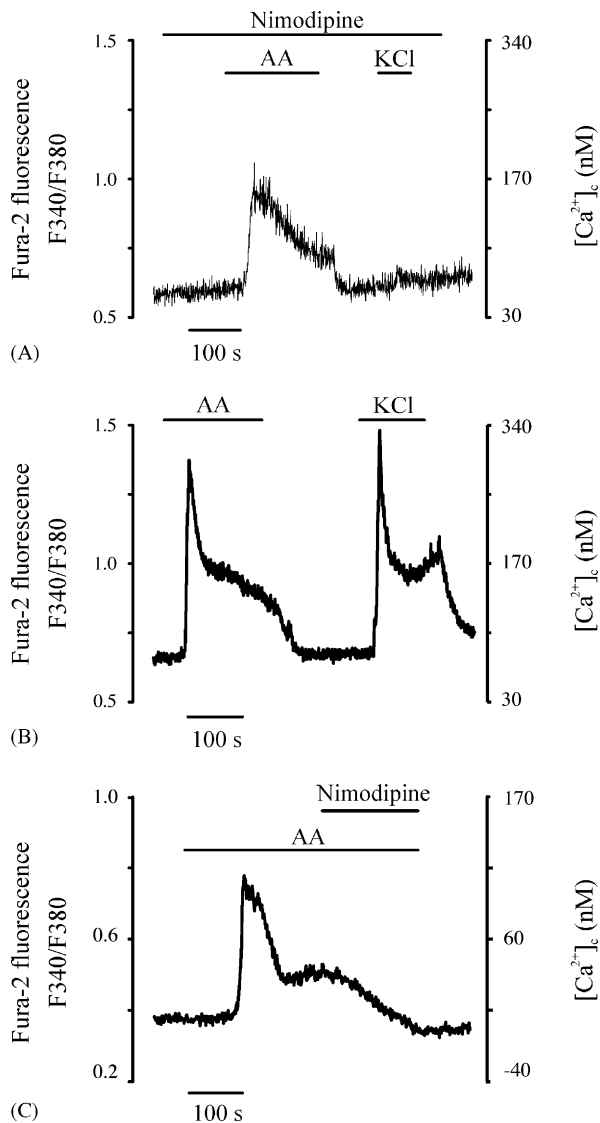 Nimodipine
1.5
340
AA
KCl
Fura-2 fluorescence
F340/F380
1.0
170
[Ca²⁺]c (nM)
0.5
30
100 s
(A)
AA
KCl
1.5
340
Fura-2 fluorescence
F340/F380
1.0
170
[Ca²⁺]c (nM)
0.5
30
100 s
(B)
Nimodipine
1.0
170
AA
Fura-2 fluorescence
F340/F380
0.6
60
[Ca²⁺]c (nM)
0.2
-40
100 s
(C)